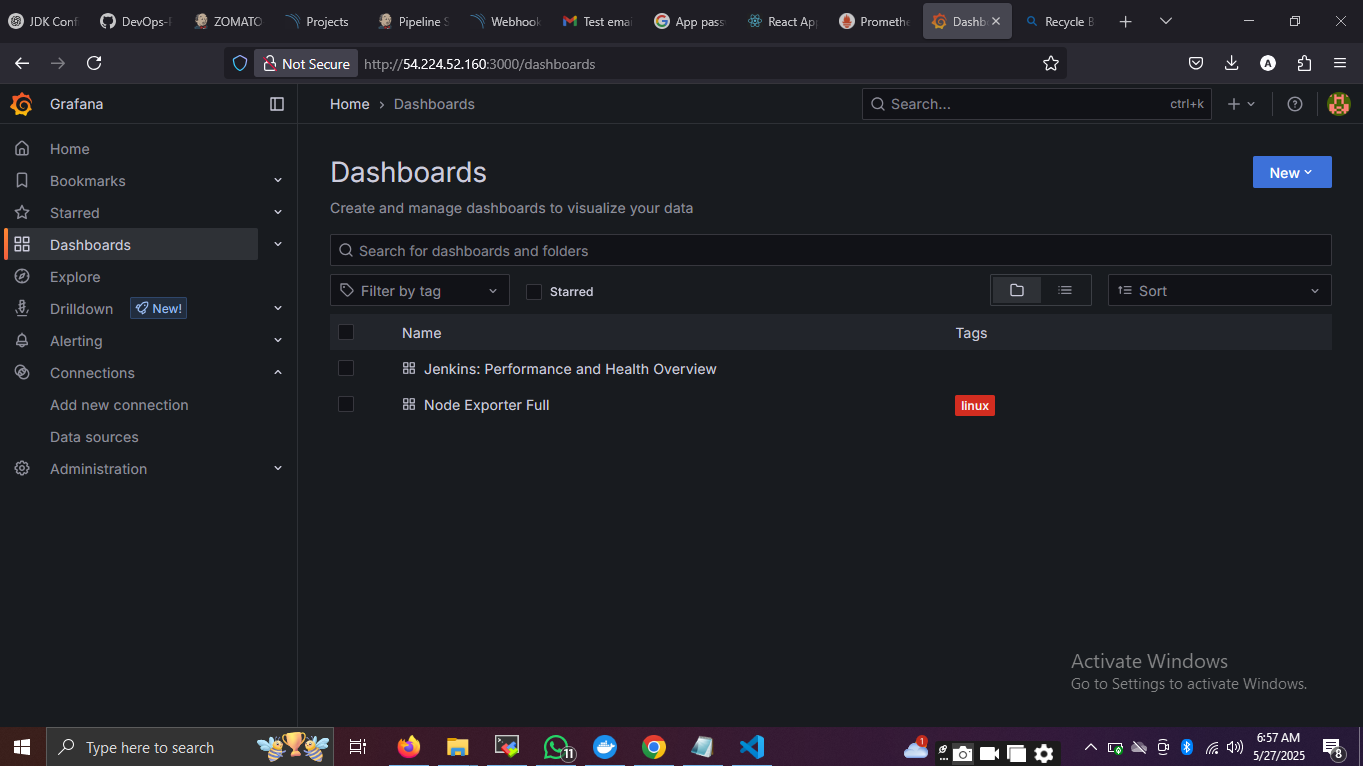 JDK Confi
DevOps-P
ZOMATO
Projects
Pipeline S
Webhook
Test emai
App pass
React App
Promethe
Dashb
Recycle B
Not Secure
http://54.224.52.160:3000/dashboards
A
Grafana
Home › Dashboards
Search...
ctrl+k
Home
Bookmarks
Starred
Dashboards
Explore
Drilldown
New!
Alerting
Connections
Add new connection
Data sources
Administration
Dashboards
New
Create and manage dashboards to visualize your data
Search for dashboards and folders
Filter by tag
Starred
Sort
Name
Tags
Jenkins: Performance and Health Overview
Node Exporter Full
linux
Activate Windows
Go to Settings to activate Windows.
Type here to search
11
1
6:57 AM
5/27/2025
8